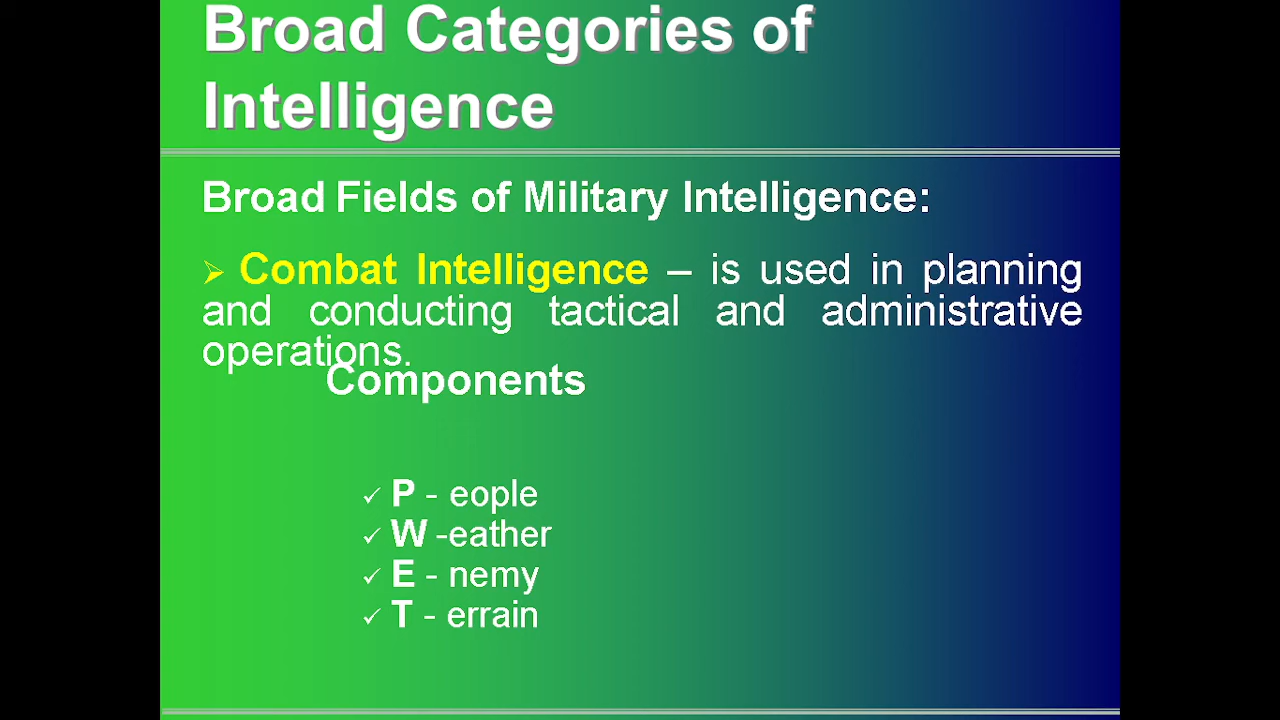 Broad Categories of
Intelligence
Broad Fields of Military Intelligence:
➢ Combat Intelligence – is used in planning
and conducting tactical and administrative
operations.
Components
✓ P - eople
✓ W -eather
✓ E - nemy
✓ T - errain